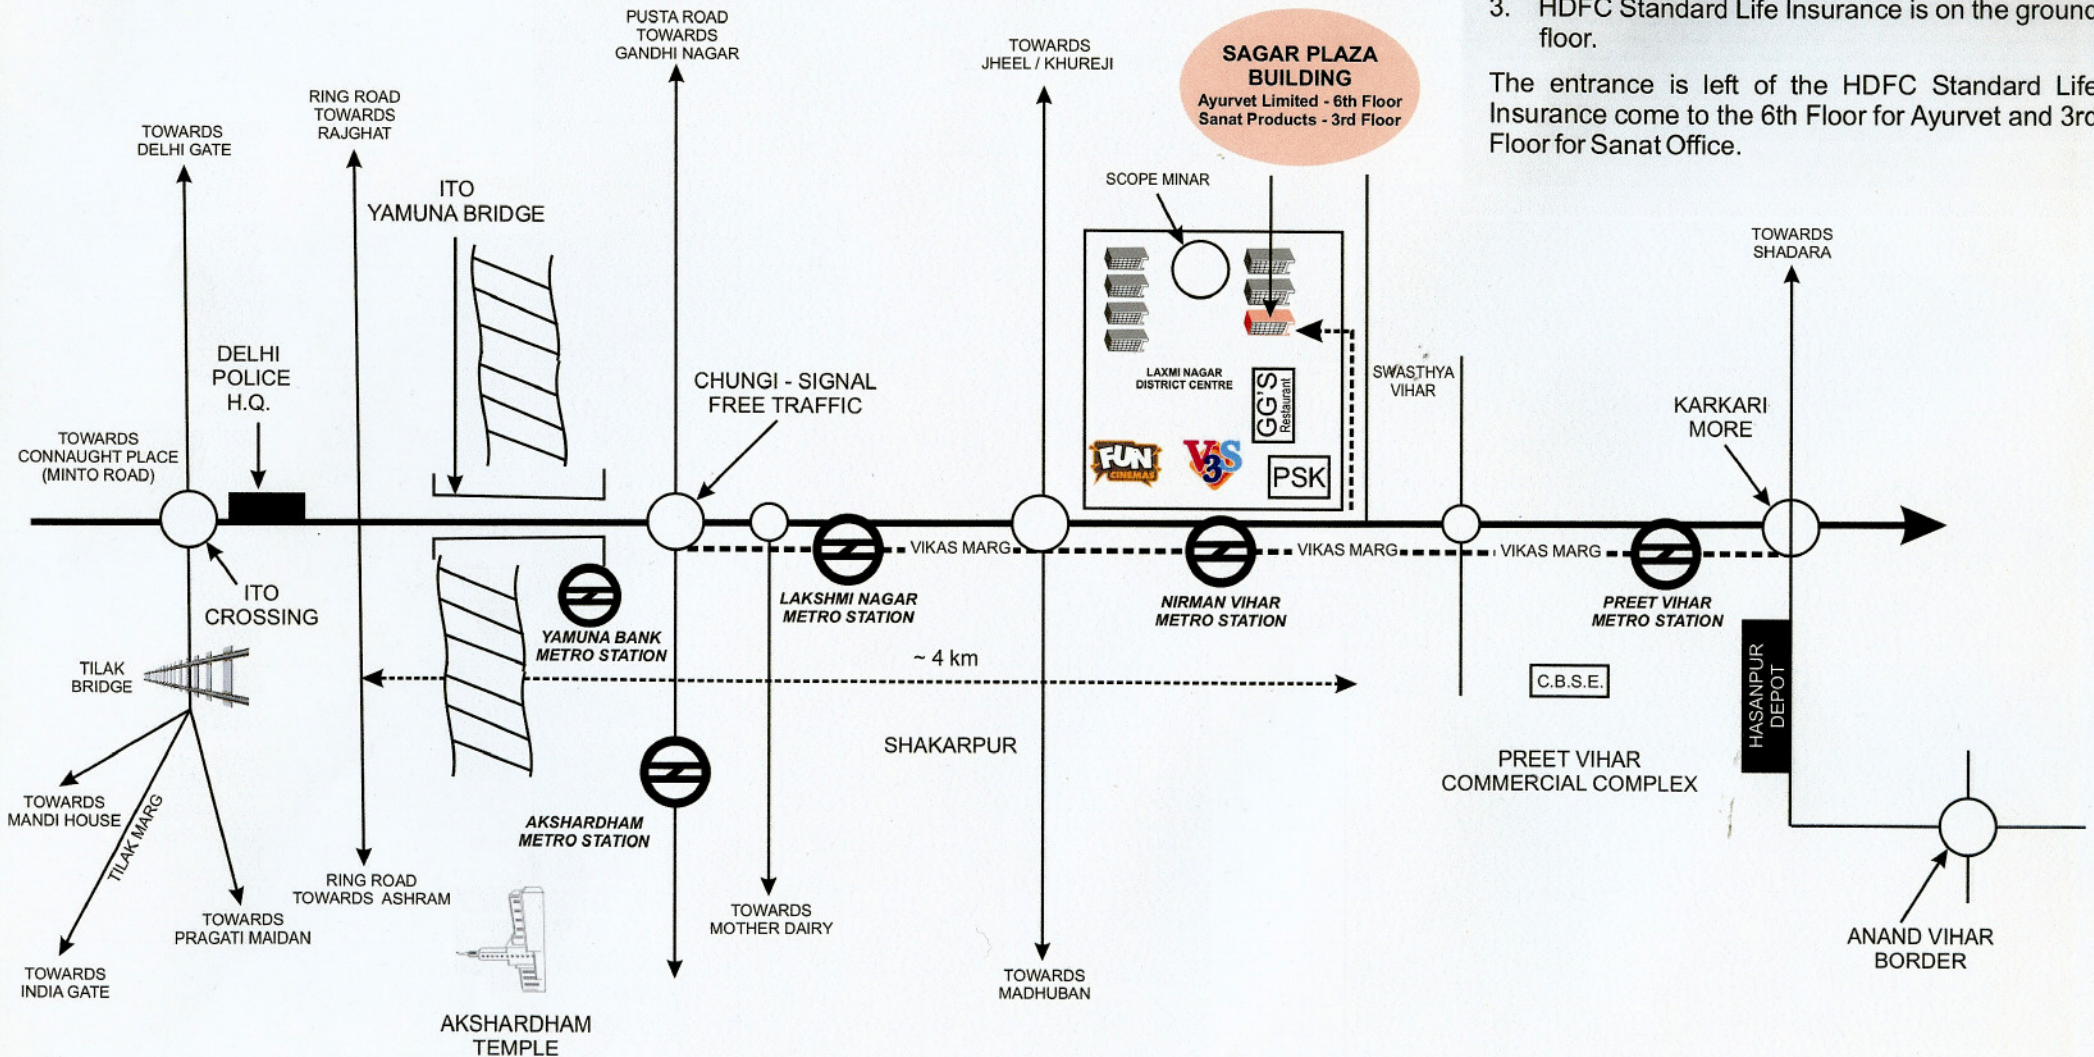 3. HDFC Standard Life Insurance is on the ground
floor.
The entrance is left of the HDFC Standard Life
Insurance come to the 6th Floor for Ayurvet and 3rd
Floor for Sanat Office.
PUSTA ROAD
TOWARDS
GANDHI NAGAR
TOWARDS
JHEEL / KHUREJI
SAGAR PLAZA
BUILDING
Ayurvet Limited - 6th Floor
Sanat Products - 3rd Floor
RING ROAD
TOWARDS
RAJGHAT
TOWARDS
DELHI GATE
ITO
YAMUNA BRIDGE
SCOPE MINAR
TOWARDS
SHADARA
DELHI
POLICE
H.Q.
CHUNGI - SIGNAL
FREE TRAFFIC
LAXMI NAGAR
DISTRICT CENTRE
GG'S
Restaurant
SWASTHYA
VIHAR
KARKARI
MORE
TOWARDS
CONNAUGHT PLACE
(MINTO ROAD)
FUN
CINEMAS
V3S
PSK
VIKAS MARG
VIKAS MARG
VIKAS MARG
ITO
CROSSING
LAKSHMI NAGAR
METRO STATION
NIRMAN VIHAR
METRO STATION
PREET VIHAR
METRO STATION
YAMUNA BANK
METRO STATION
TILAK
BRIDGE
~ 4 km
C.B.S.E.
HASANPUR
DEPOT
SHAKARPUR
PREET VIHAR
COMMERCIAL COMPLEX
TOWARDS
MANDI HOUSE
TILAK MARG
AKSHARDHAM
METRO STATION
RING ROAD
TOWARDS ASHRAM
TOWARDS
PRAGATI MAIDAN
TOWARDS
MOTHER DAIRY
ANAND VIHAR
BORDER
TOWARDS
INDIA GATE
TOWARDS
MADHUBAN
AKSHARDHAM
TEMPLE